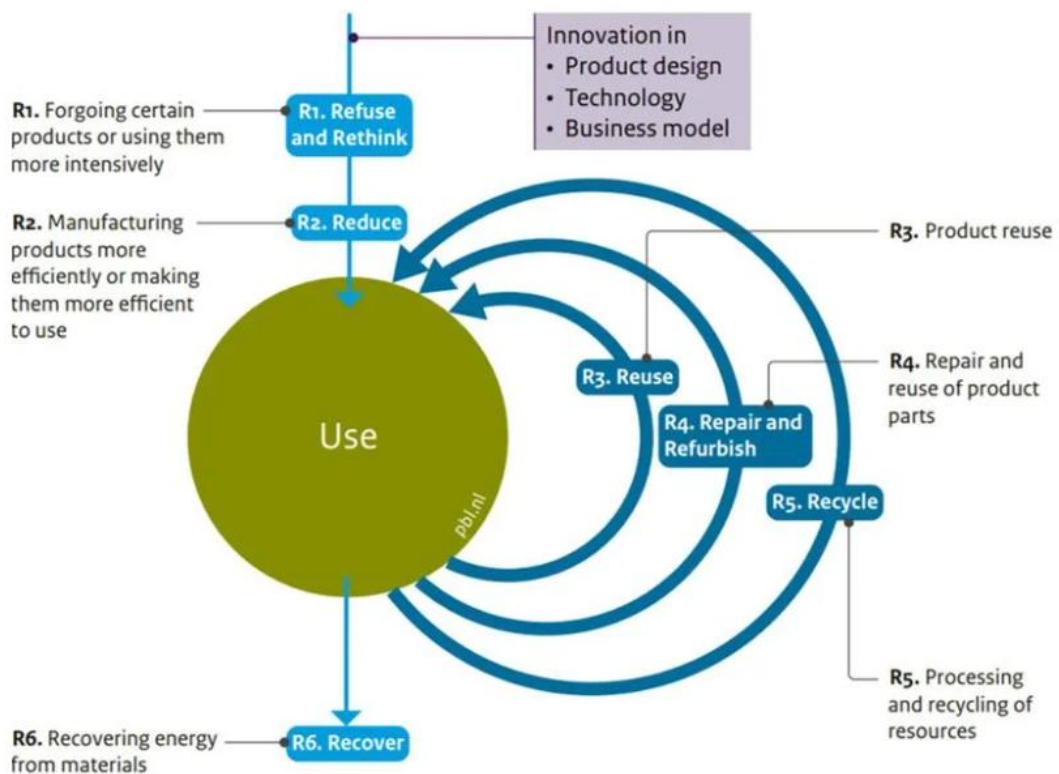 Innovation in
• Product design
• Technology
• Business model
R1. Forgoing certain
products or using them
more intensively
R1. Refuse
and Rethink
R2. Manufacturing
products more
efficiently or making
them more efficient
to use
R2. Reduce
R3. Product reuse
R3. Reuse
R4. Repair and
reuse of product
parts
R4. Repair and
Refurbish
Use
pbl.nl
R5. Recycle
R5. Processing
and recycling of
resources
R6. Recovering energy
from materials
R6. Recover